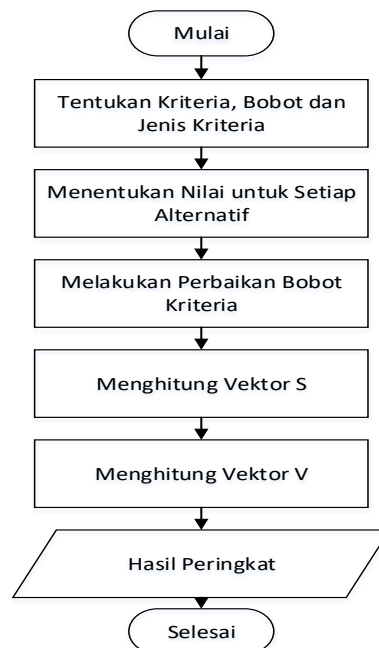 Mulai
Tentukan Kriteria, Bobot dan
Jenis Kriteria
Menentukan Nilai untuk Setiap
Alternatif
Melakukan Perbaikan Bobot
Kriteria
Menghitung Vektor S
Menghitung Vektor V
Hasil Peringkat
Selesai